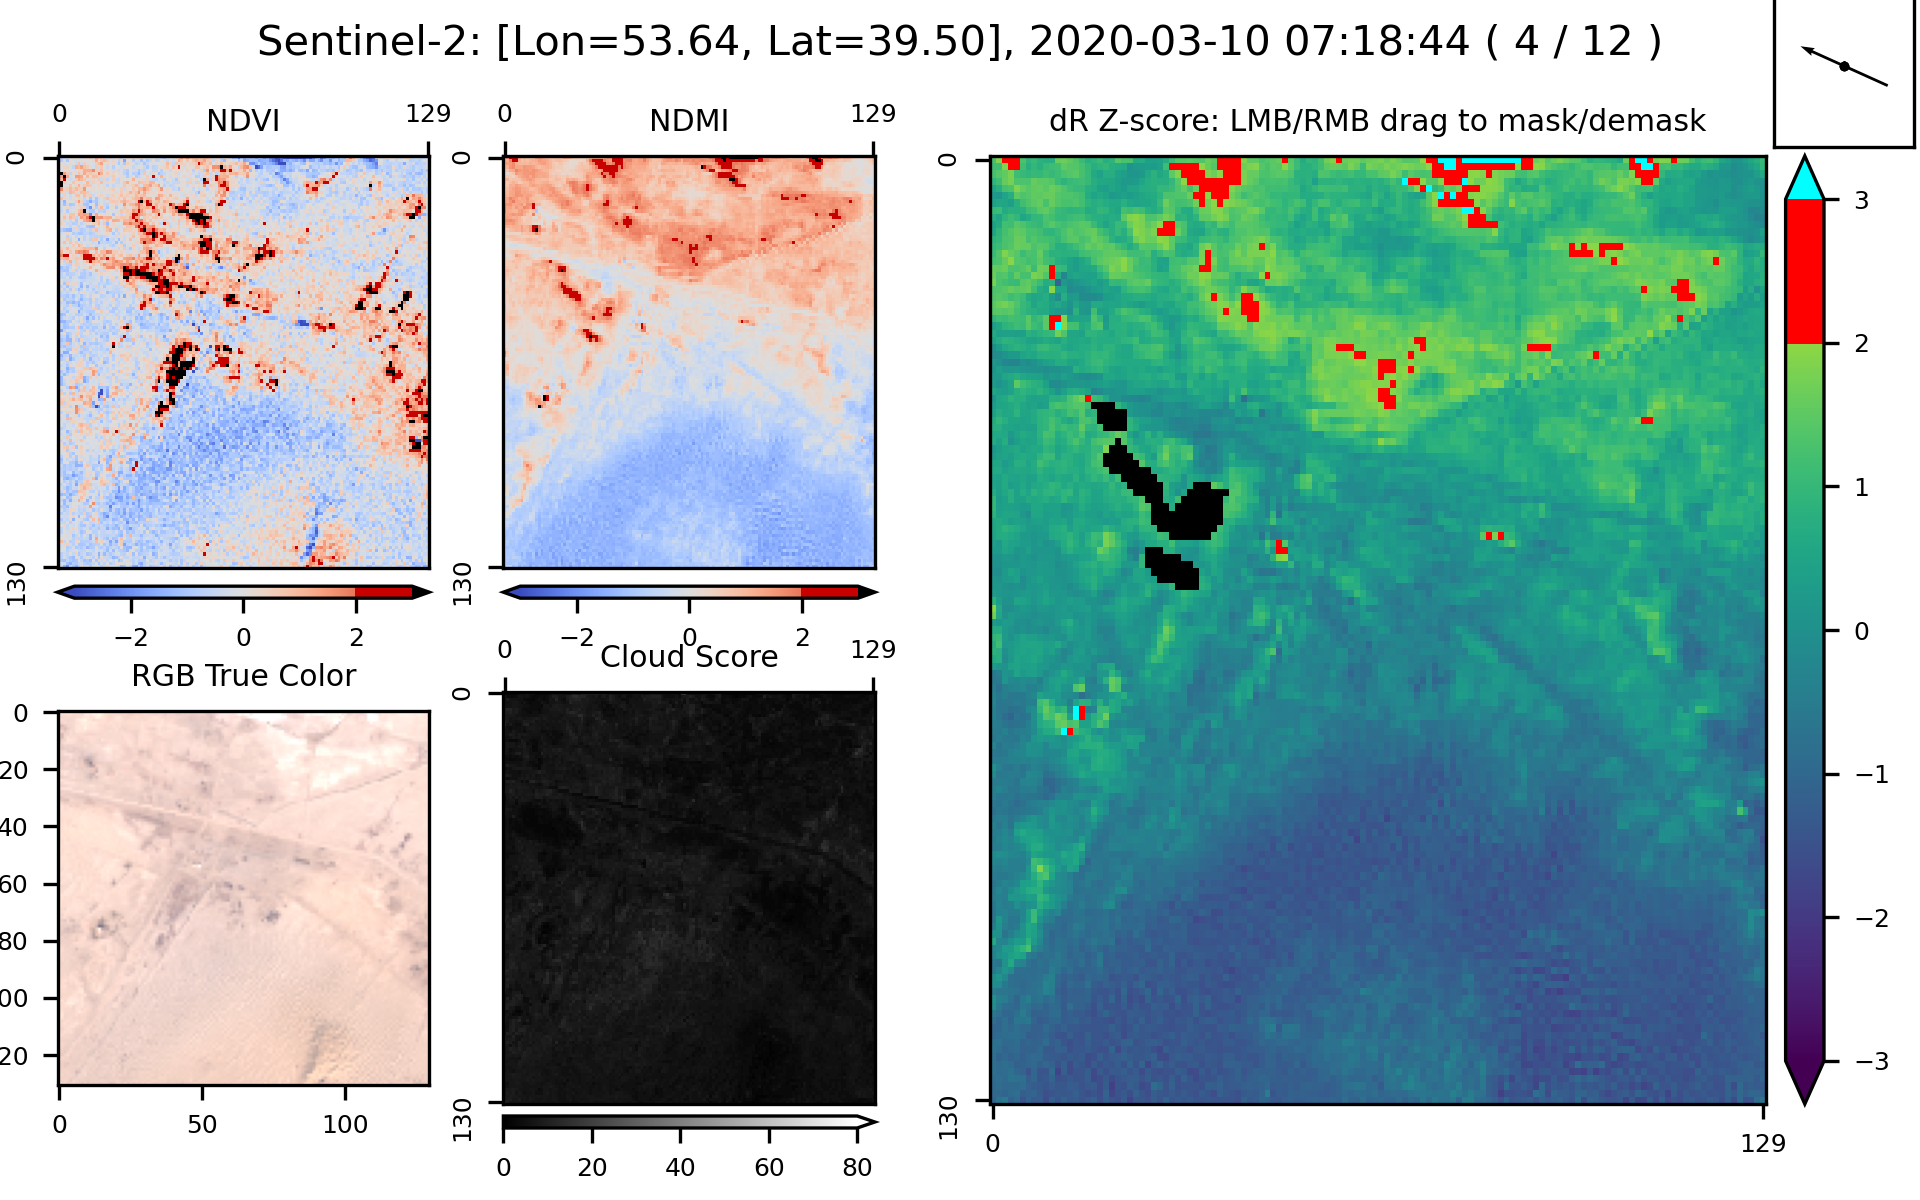 Sentinel-2: [Lon=53.64, Lat=39.50], 2020-03-10 07:18:44 ( 4 / 12 )
NDVI
0 129
0
130
−2 0 2
NDMI
0 129
0
130
−2 0 2
dR Z-score: LMB/RMB drag to mask/demask
0
130
0 129
3
2
1
0
−1
−2
−3
RGB True Color
0
20
40
60
80
00
20
0 50 100
Cloud Score
0 129
0
130
0 20 40 60 80